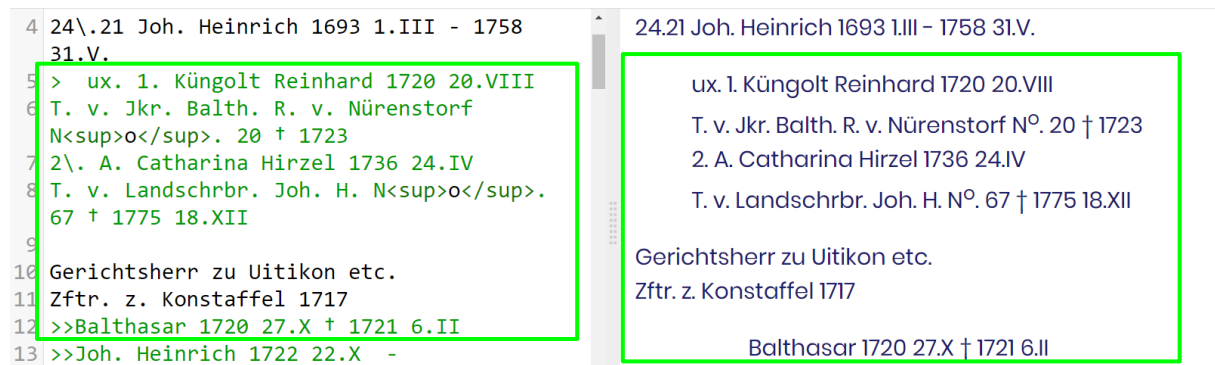 4 24\.21 Joh. Heinrich 1693 1.III - 1758
31.V.
5 >  ux. 1. Küngolt Reinhard 1720 20.VIII
6 T. v. Jkr. Balth. R. v. Nürenstorf
N<sup>o</sup>. 20 † 1723
7 2\. A. Catharina Hirzel 1736 24.IV
8 T. v. Landschrbr. Joh. H. N<sup>o</sup>.
67 † 1775 18.XII
9
10 Gerichtsherr zu Uitikon etc.
11 Zftr. z. Konstaffel 1717
12 >>Balthasar 1720 27.X † 1721 6.II
13 >>Joh. Heinrich 1722 22.X  -
24.21 Joh. Heinrich 1693 1.III - 1758 31.V.
ux. 1. Küngolt Reinhard 1720 20.VIII
T. v. Jkr. Balth. R. v. Nürenstorf Nº. 20 † 1723
2. A. Catharina Hirzel 1736 24.IV
T. v. Landschrbr. Joh. H. Nº. 67 † 1775 18.XII
Gerichtsherr zu Uitikon etc.
Zftr. z. Konstaffel 1717
Balthasar 1720 27.X † 1721 6.II